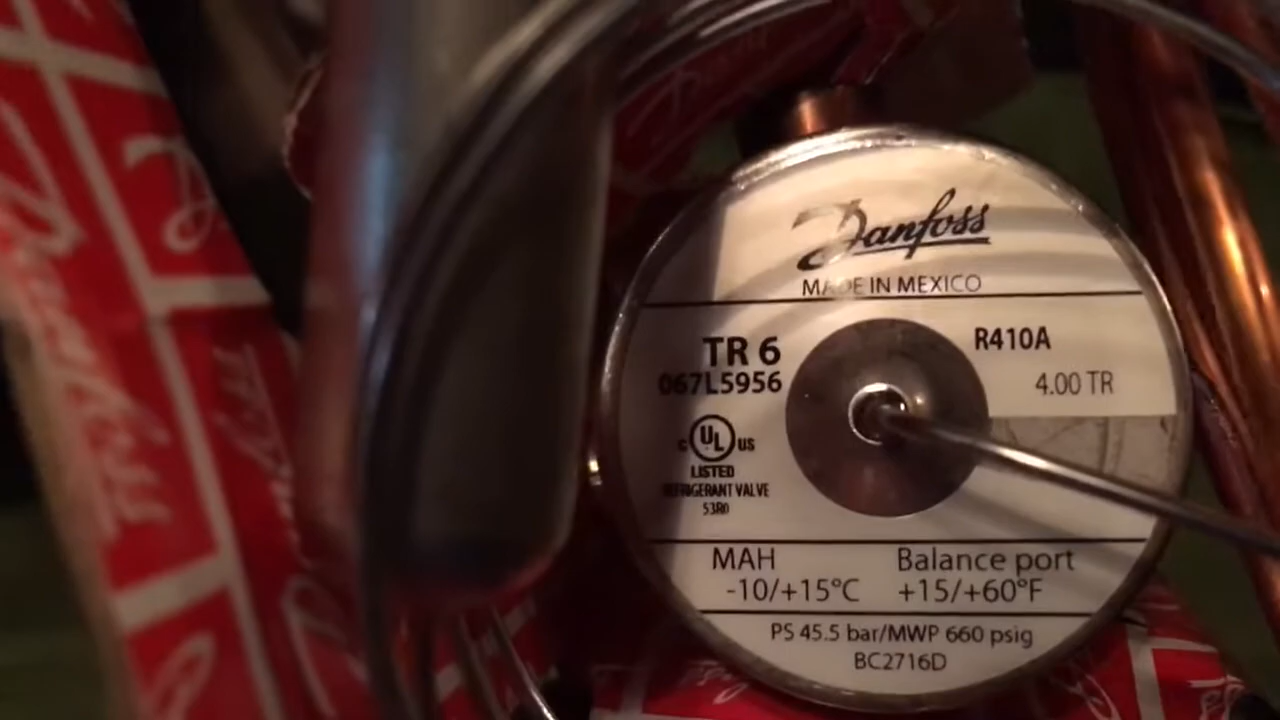 Danfoss
MADE IN MEXICO
TR 6
067L5956
R410A
4.00 TR
C UL US
LISTED
REFRIGERANT VALVE
53R0
MAH
-10/+15°C
Balance port
+15/+60°F
PS 45.5 bar/MWP 660 psig
BC2716D